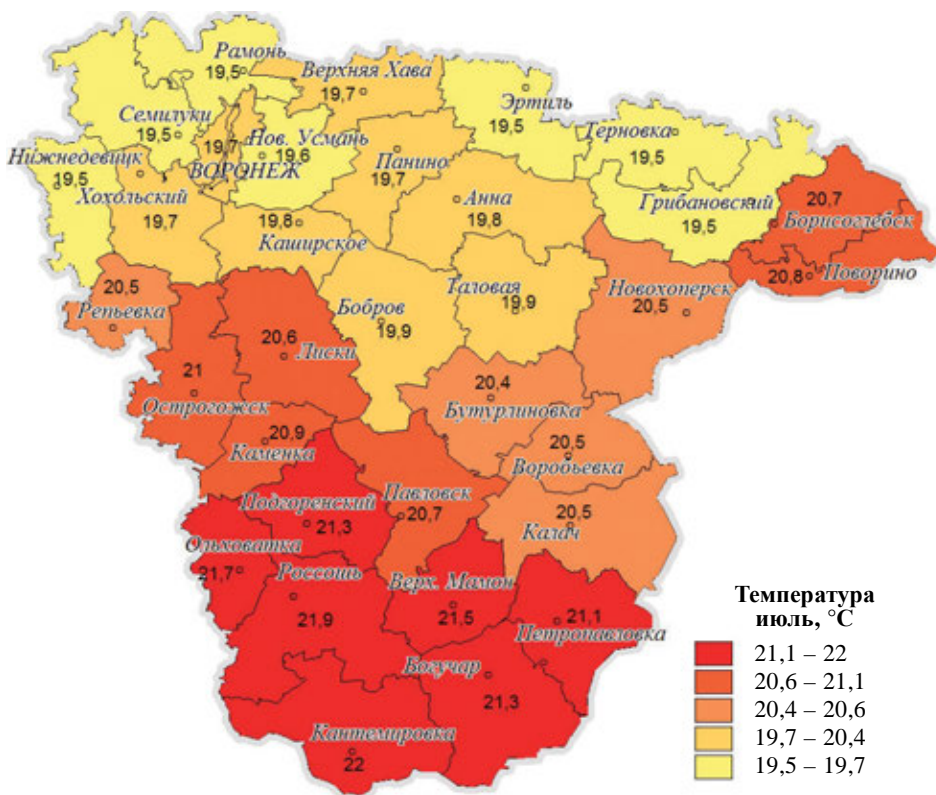 Рамонь
19,5
Верхняя Хава
19,7
Эртиль
19,5
Семилуки
19,5
19,7
Нов. Усмань
19,6
Терновка
19,5
Нижнедевицк
19,5
ВОРОНЕЖ
Панино
19,7
Хохольский
19,7
Анна
19,8
Грибановский
19,5
20,7
Борисоглебск
19,8
Каширское
20,8
Поворино
20,5
Репьевка
Бобров
19,9
Таловая
19,9
Новохоперск
20,5
20,6
Лиски
21
Острогожск
20,4
Бутурлиновка
20,9
Каменка
20,5
Воробьевка
Подгоренский
21,3
Павловск
20,7
20,5
Калач
Ольховатка
21,7
Россошь
21,9
Верх. Мамон
21,5
21,1
Петропавловка
Богучар
21,3
Кантемировка
22
Температура
июль, °С
21,1 – 22
20,6 – 21,1
20,4 – 20,6
19,7 – 20,4
19,5 – 19,7